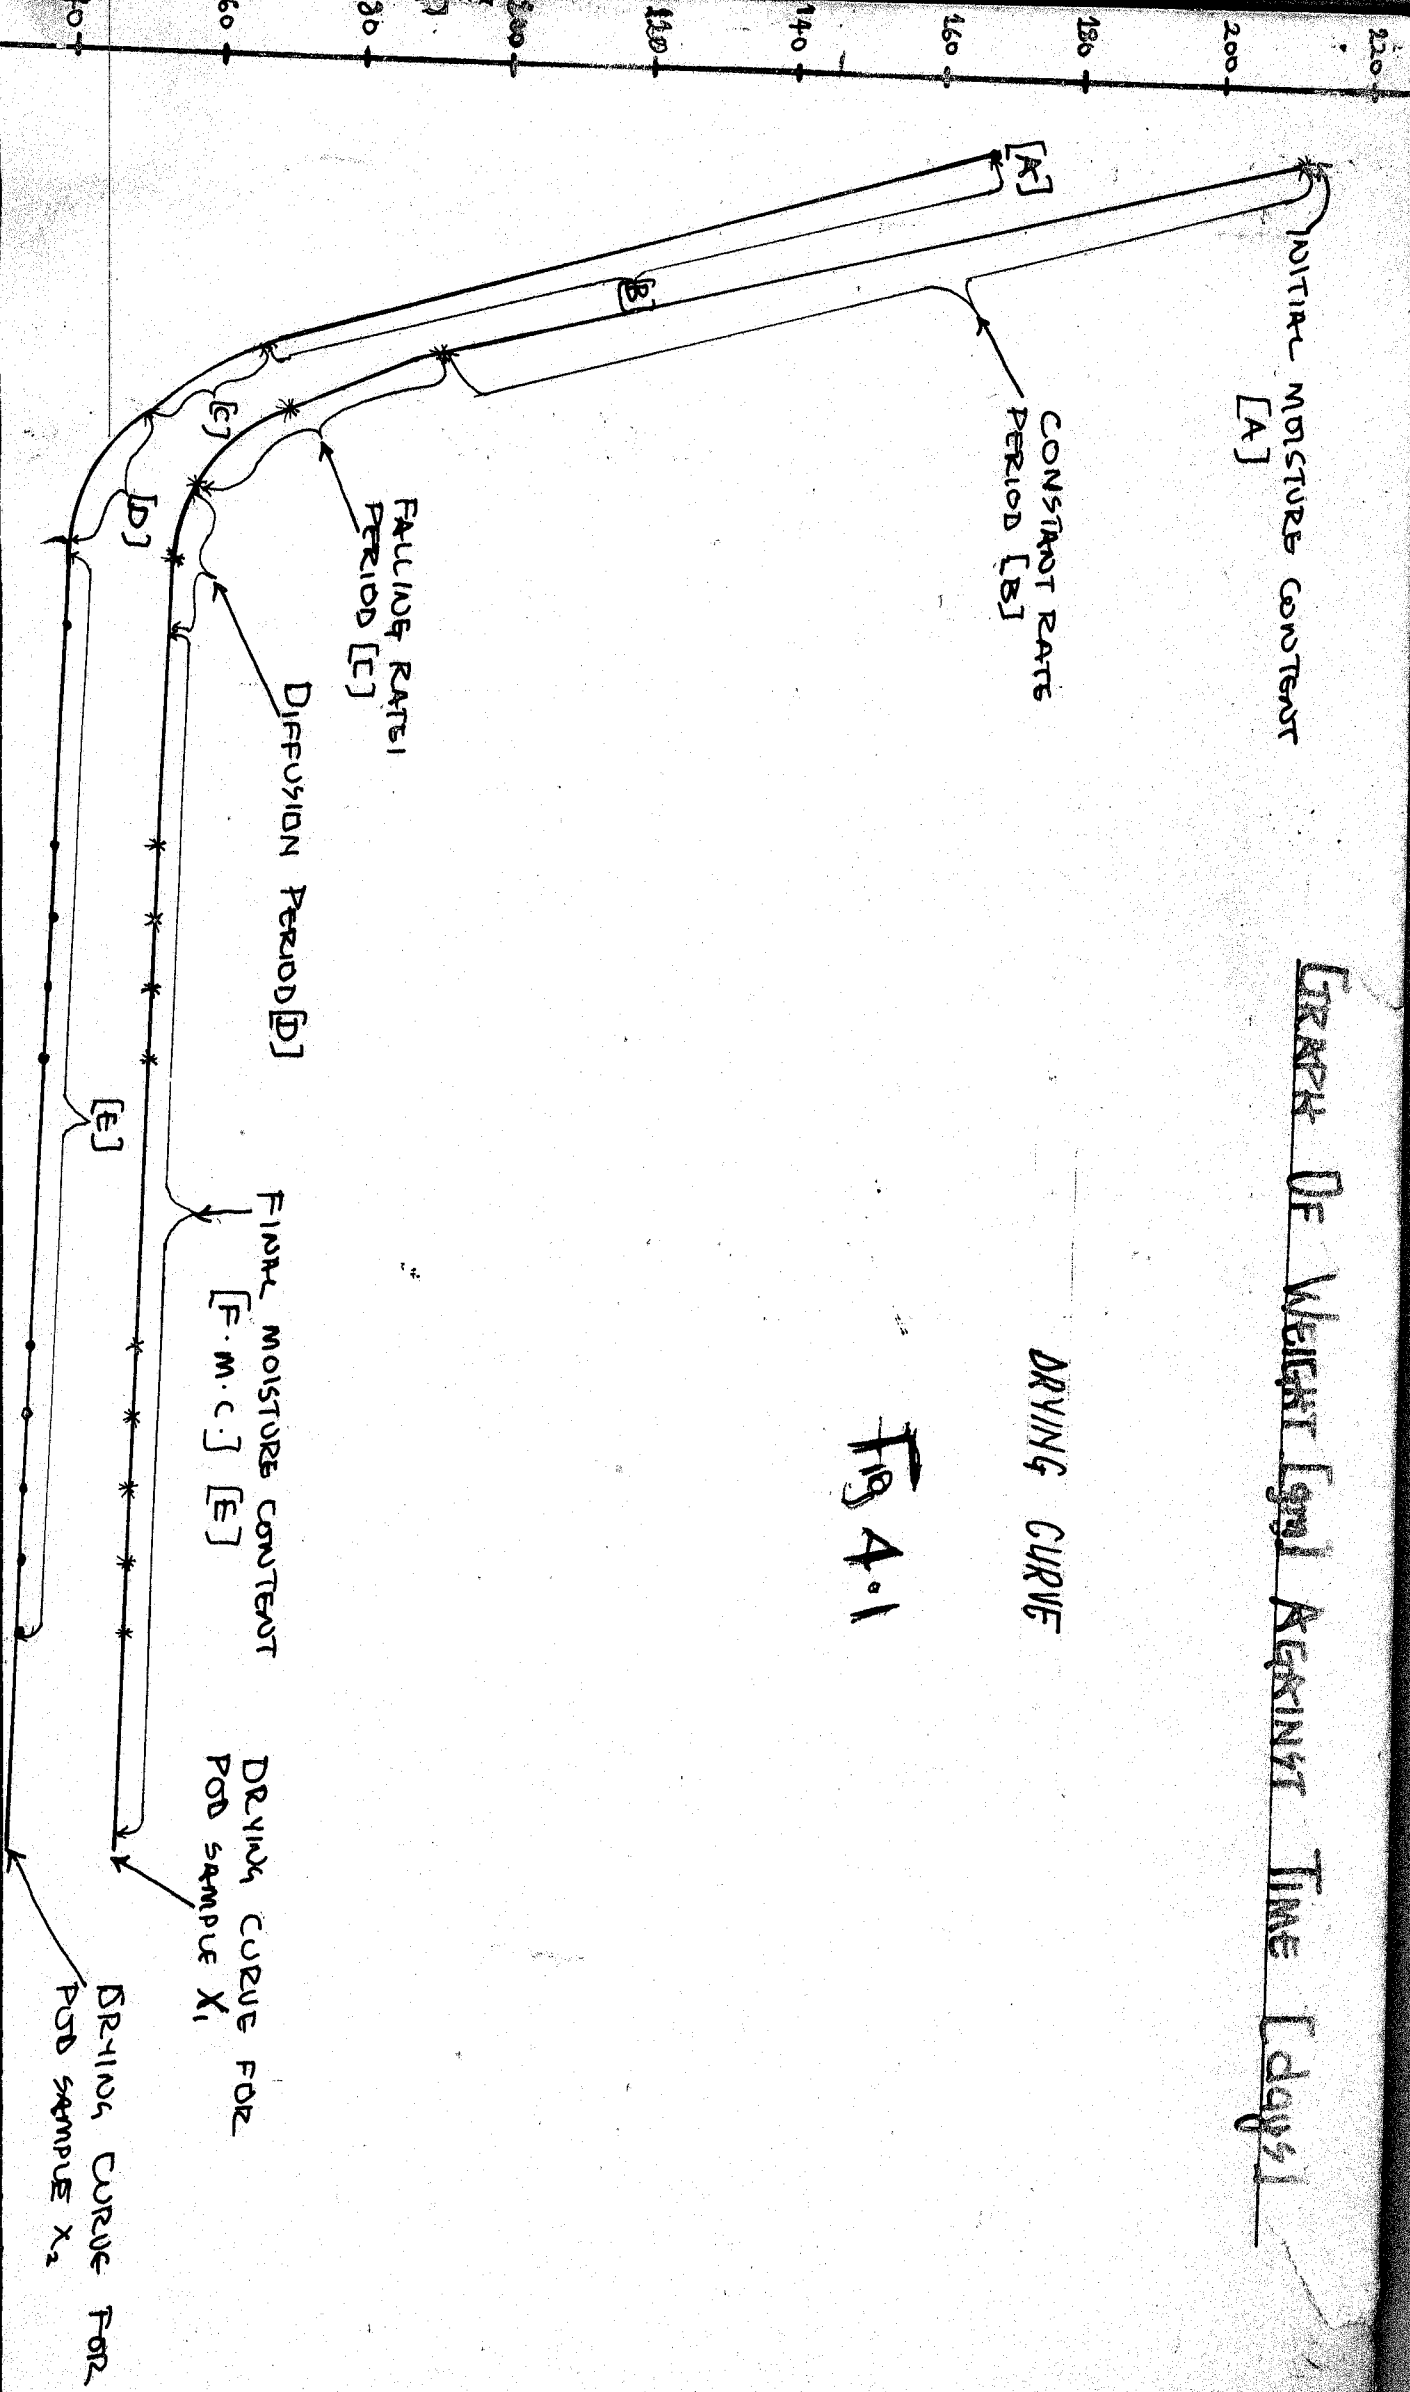 GRAPH OF WEIGHT [gm] AGAINST TIME [days]
220
200
180
160
140
120
100
80
60
INITIAL MOISTURE CONTENT
[A]
[A]
CONSTANT RATE
PERIOD [B]
[B]
DRYING CURVE
Fig 4.1
FALLING RATE
PERIOD [C]
[C]
DIFFUSION PERIOD [D]
[D]
FINAL MOISTURE CONTENT
[F.M.C.] [E]
[E]
DRYING CURVE FOR
POD SAMPLE X₁
DRYING CURVE FOR
POD SAMPLE X₂